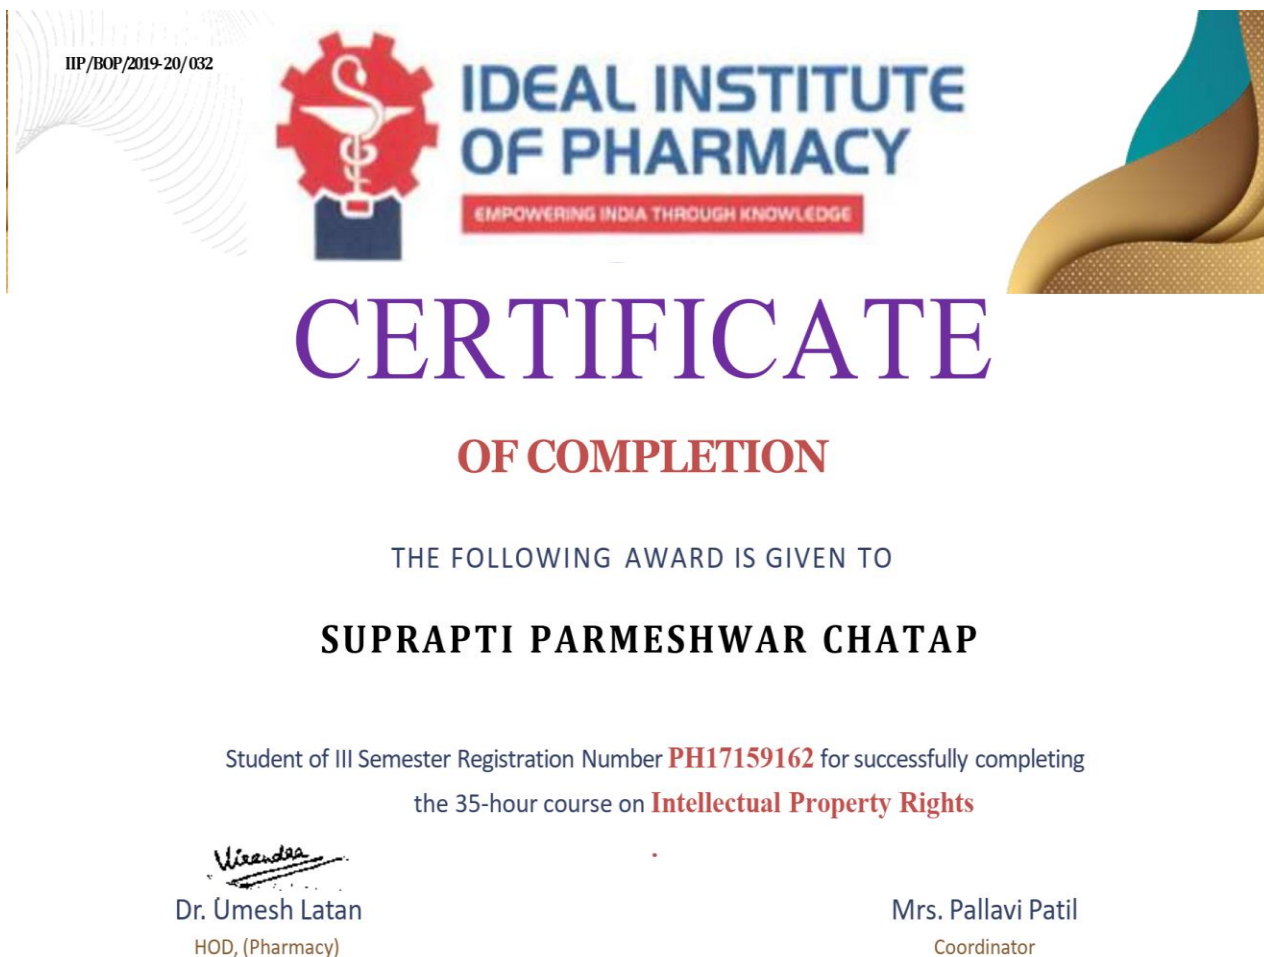 IIP/BOP/2019-20/032
IDEAL INSTITUTE
OF PHARMACY
EMPOWERING INDIA THROUGH KNOWLEDGE
CERTIFICATE
OF COMPLETION
THE FOLLOWING AWARD IS GIVEN TO
SUPRAPTI PARMESHWAR CHATAP
Student of III Semester Registration Number PH17159162 for successfully completing
the 35-hour course on Intellectual Property Rights
.
Virendra
Dr. Umesh Latan
Mrs. Pallavi Patil
HOD, (Pharmacy)
Coordinator